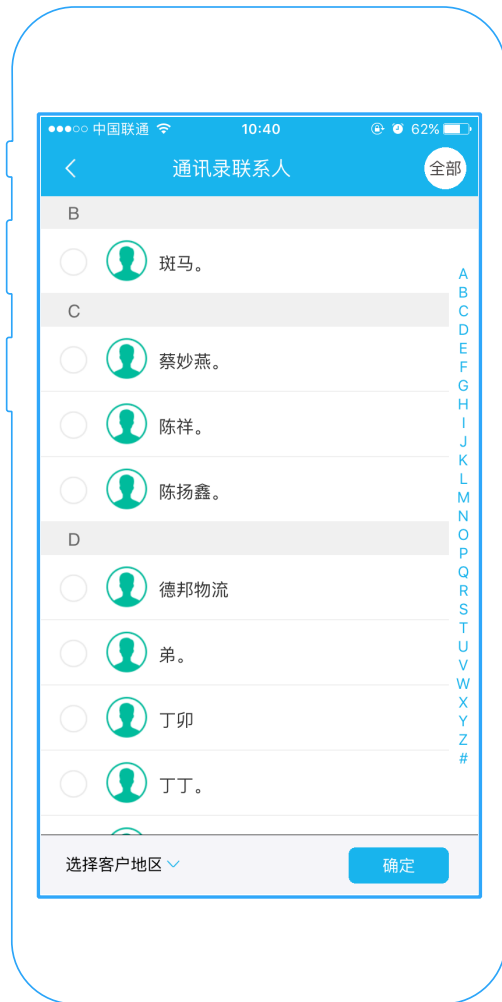 中国联通 10:40 62%
通讯录联系人 全部
B
斑马。
C
蔡妙燕。
陈祥。
陈扬鑫。
D
德邦物流
弟。
丁卯
丁丁。
A
B
C
D
E
F
G
H
I
J
K
L
M
N
O
P
Q
R
S
T
U
V
W
X
Y
Z
#
选择客户地区 确定